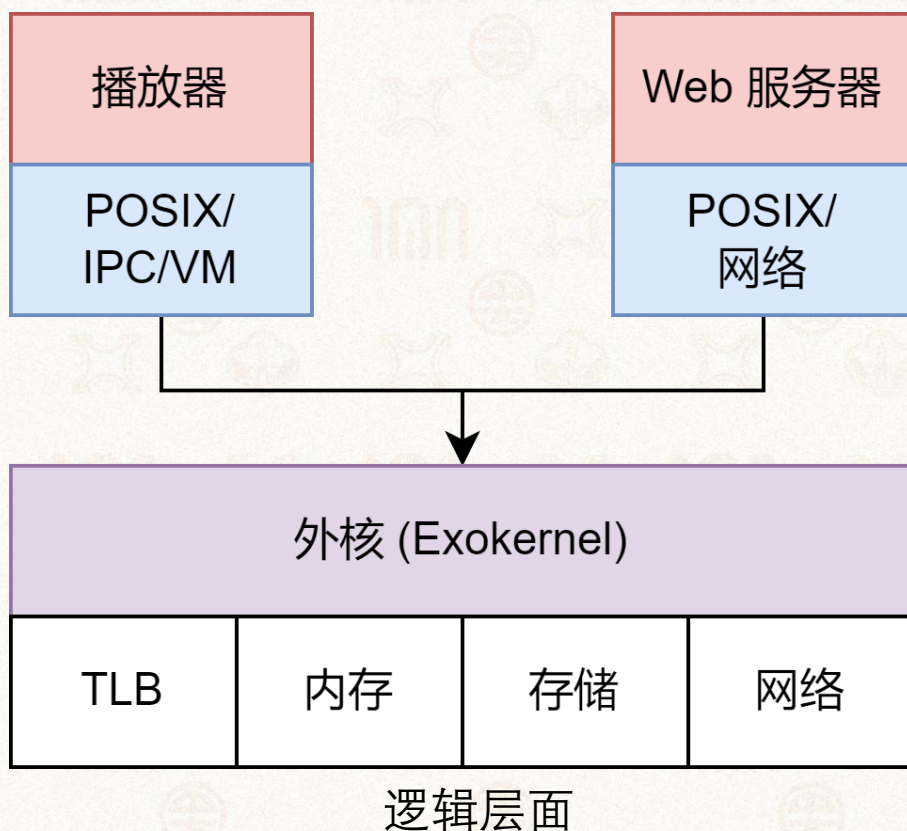 播放器
Web 服务器
POSIX/
IPC/VM
POSIX/
网络
外核 (Exokernel)
TLB
内存
存储
网络
逻辑层面